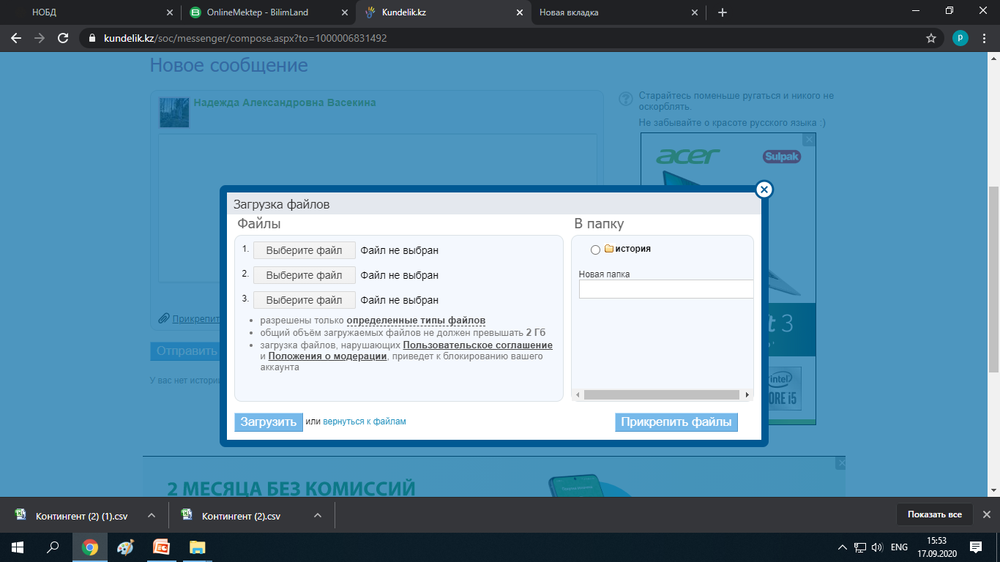 НОБД
OnlineMektep - BilimLand
Kundelik.kz
Новая вкладка
kundelik.kz/soc/messenger/compose.aspx?to=1000006831492
p
Новое сообщение
Надежда Александровна Васекина
Старайтесь поменьше ругаться и никого не
оскорблять.
Не забывайте о красоте русского языка :)
acer
Sulpak
Загрузка файлов
Файлы
В папку
1. Выберите файл Файл не выбран
2. Выберите файл Файл не выбран
3. Выберите файл Файл не выбран
история
Новая папка
• разрешены только определенные типы файлов
• общий объём загружаемых файлов не должен превышать 2 Гб
• загрузка файлов, нарушающих Пользовательское соглашение
и Положения о модерации, приведет к блокированию вашего
аккаунта
Прикрепит
Отправить
У вас нет истори
t 3
intel
ORE i5
Загрузить или вернуться к файлам
Прикрепить файлы
2 МЕСЯЦА БЕЗ КОМИССИЙ
Контингент (2) (1).csv
Контингент (2).csv
Показать все
ENG
15:53
17.09.2020